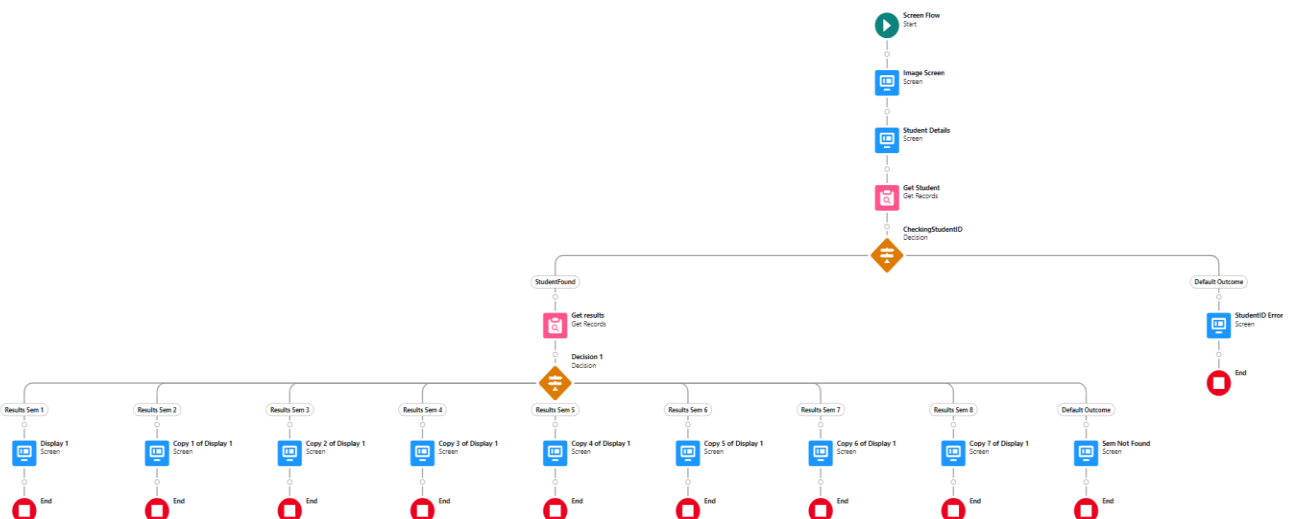 Screen Flow
Start
Image Screen
Screen
Student Details
Screen
Get Student
Get Records
CheckingStudentID
Decision
StudentFound
Default Outcome
Get results
Get Records
StudentID Error
Screen
Decision 1
Decision
End
Results Sem 1
Results Sem 2
Results Sem 3
Results Sem 4
Results Sem 5
Results Sem 6
Results Sem 7
Results Sem 8
Default Outcome
Display 1
Screen
Copy 1 of Display 1
Screen
Copy 2 of Display 1
Screen
Copy 3 of Display 1
Screen
Copy 4 of Display 1
Screen
Copy 5 of Display 1
Screen
Copy 6 of Display 1
Screen
Copy 7 of Display 1
Screen
Sem Not Found
Screen
End
End
End
End
End
End
End
End
End